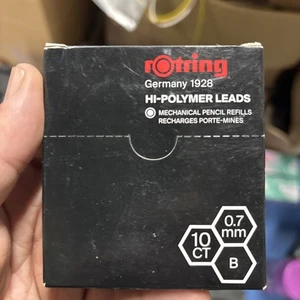 rotring
Germany 1928
HI-POLYMER LEADS
MECHANICAL PENCIL REFILLS
RECHARGES PORTE-MINES
0.7
mm
10
CT
B